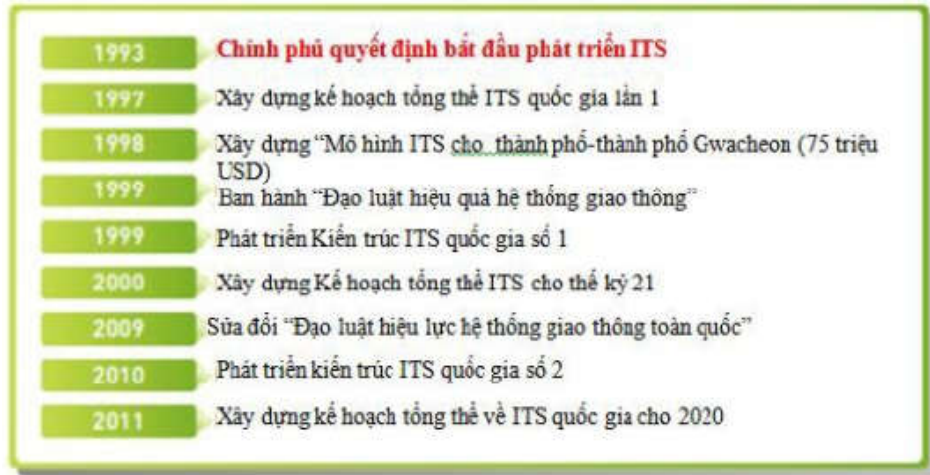 1993 Chính phủ quyết định bắt đầu phát triển ITS
1997 Xây dựng kế hoạch tổng thể ITS quốc gia lần 1
1998 Xây dựng “Mô hình ITS cho thành phố-thành phố Gwacheon (75 triệu
USD)
1999 Ban hành “Đạo luật hiệu quả hệ thống giao thông”
1999 Phát triển Kiến trúc ITS quốc gia số 1
2000 Xây dựng Kế hoạch tổng thể ITS cho thế kỷ 21
2009 Sửa đổi “Đạo luật hiệu lực hệ thống giao thông toàn quốc”
2010 Phát triển kiến trúc ITS quốc gia số 2
2011 Xây dựng kế hoạch tổng thể về ITS quốc gia cho 2020